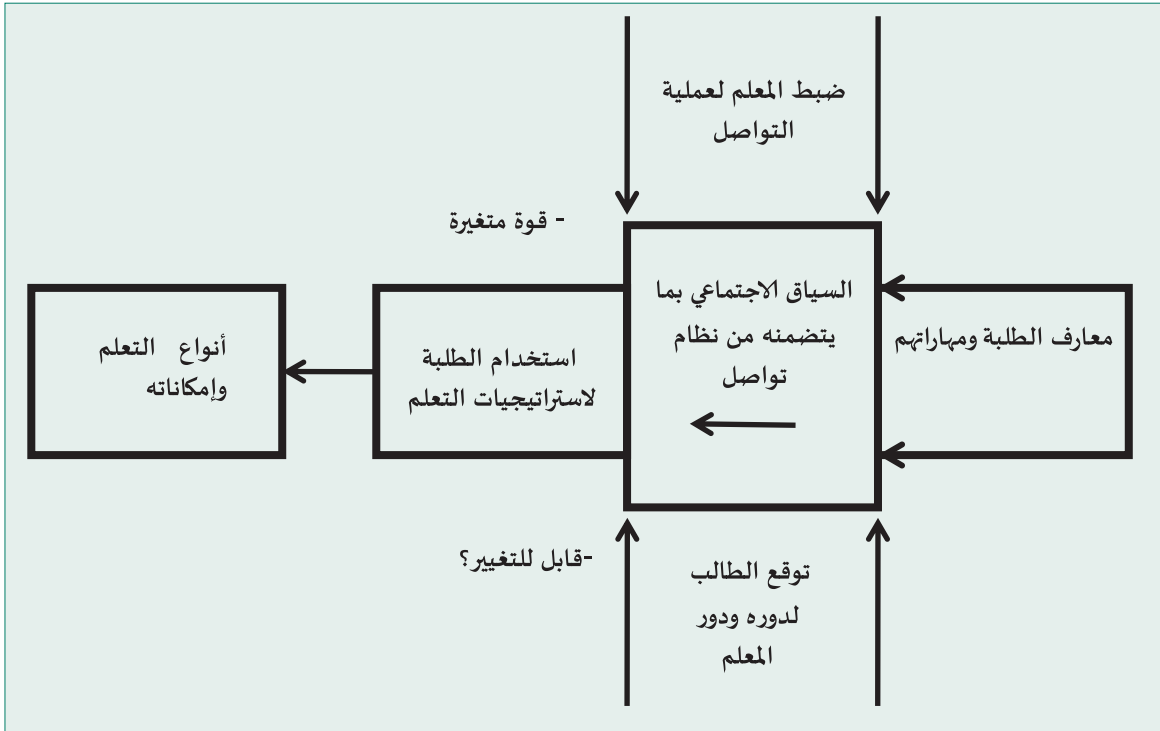 ضبط المعلم لعملية
التواصل
- قوة متغيرة
معارف الطلبة ومهاراتهم
السياق الاجتماعي بما
يتضمنه من نظام
تواصل
استخدام الطلبة
لاستراتيجيات التعلم
أنواع التعلم
وإمكاناته
-قابل للتغيير؟
توقع الطالب
لدوره ودور
المعلم